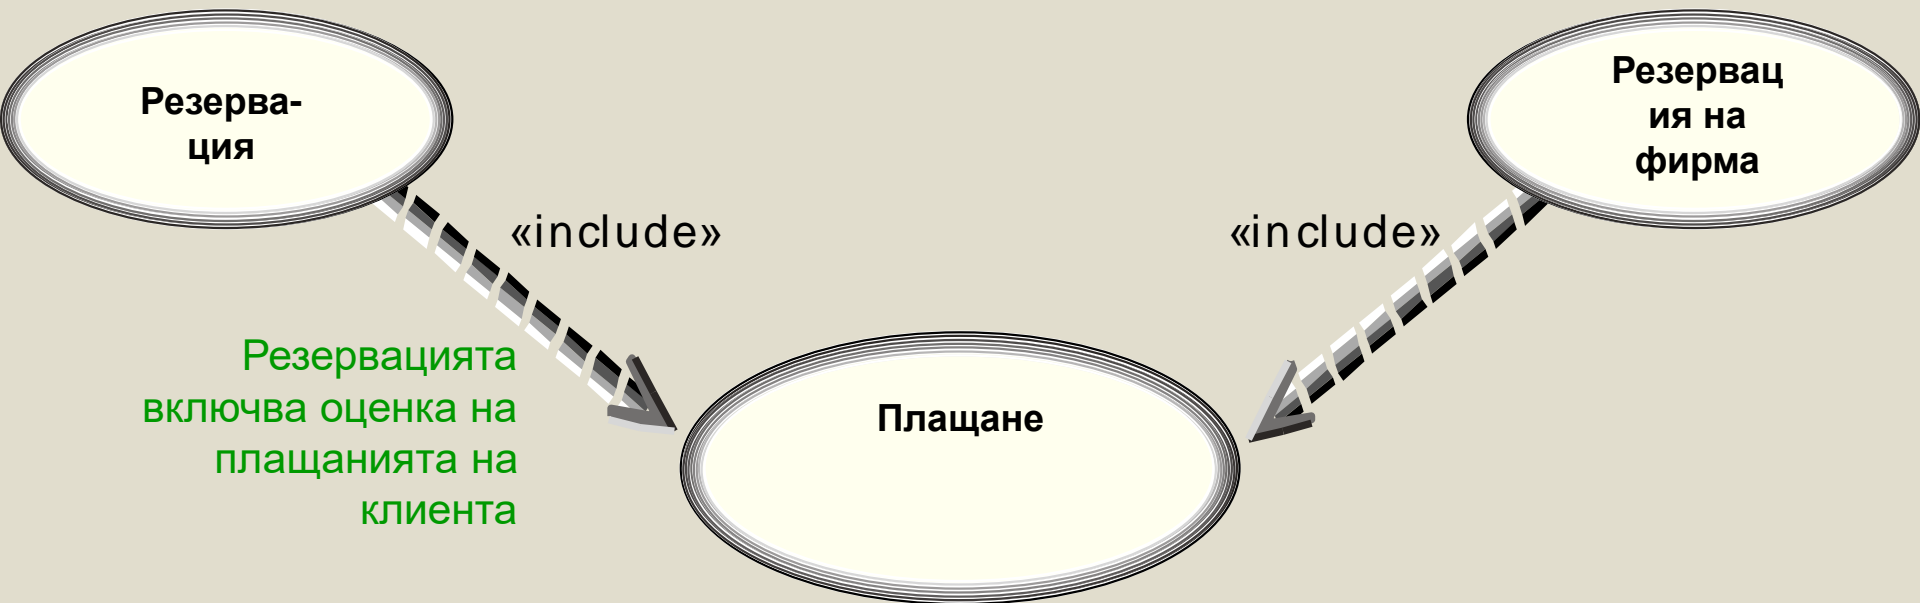 Резерва-
ция
Резервац
ия на
фирма
«include»
«include»
Резервацията
включва оценка на
плащанията на
клиента
Плащане